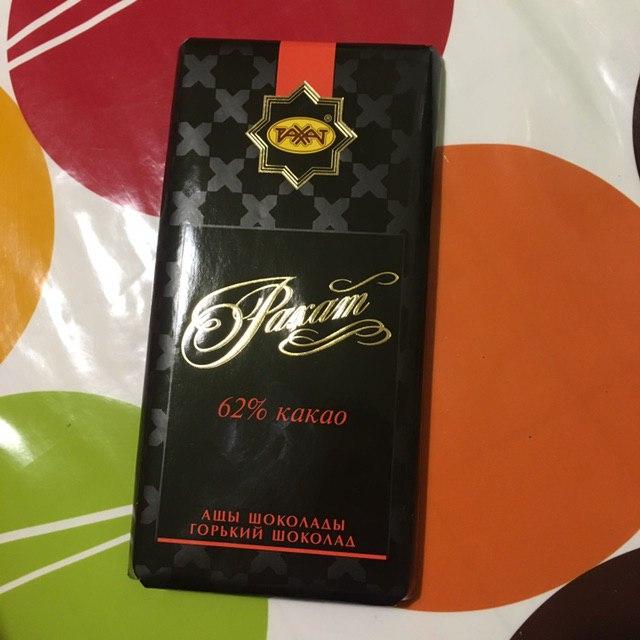 РАХАТ
®
Рахат
62% какао
АЩЫ ШОКОЛАДЫ
ГОРЬКИЙ ШОКОЛАД